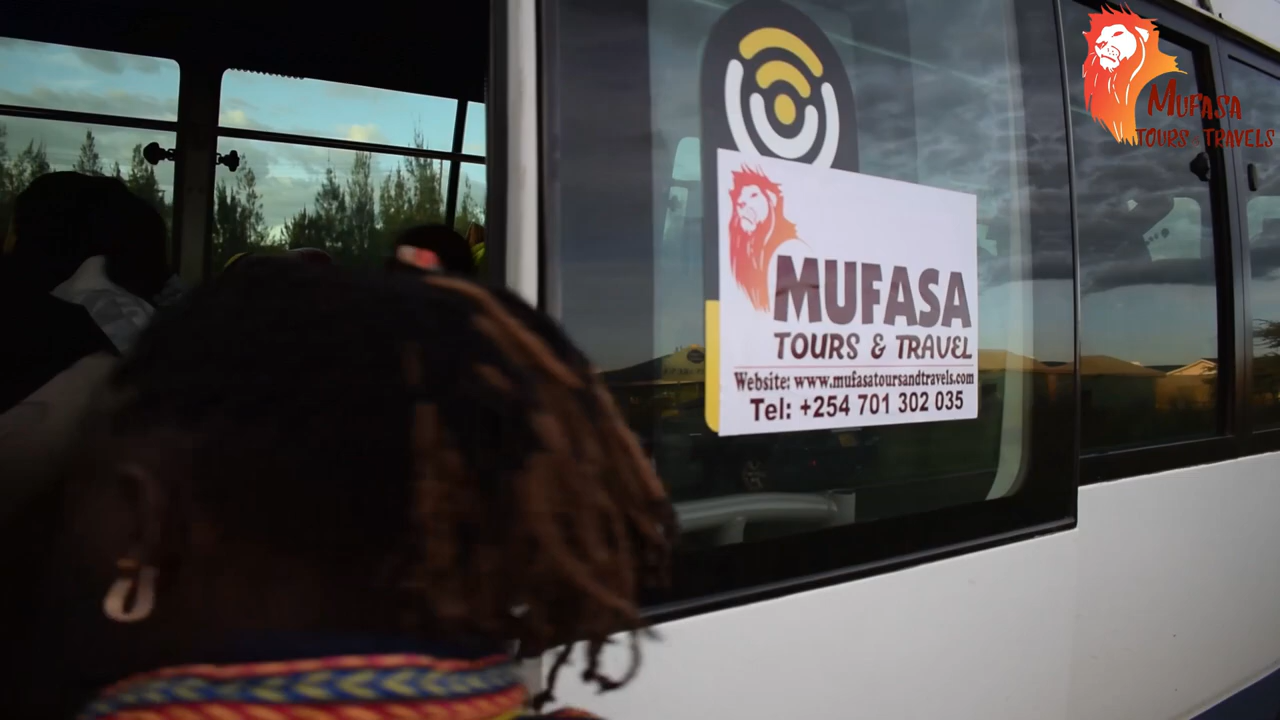 MUFASA
TOURS & TRAVELS
MUFASA
TOURS & TRAVEL
Website: www.mufasatoursandtravels.com
Tel: +254 701 302 035